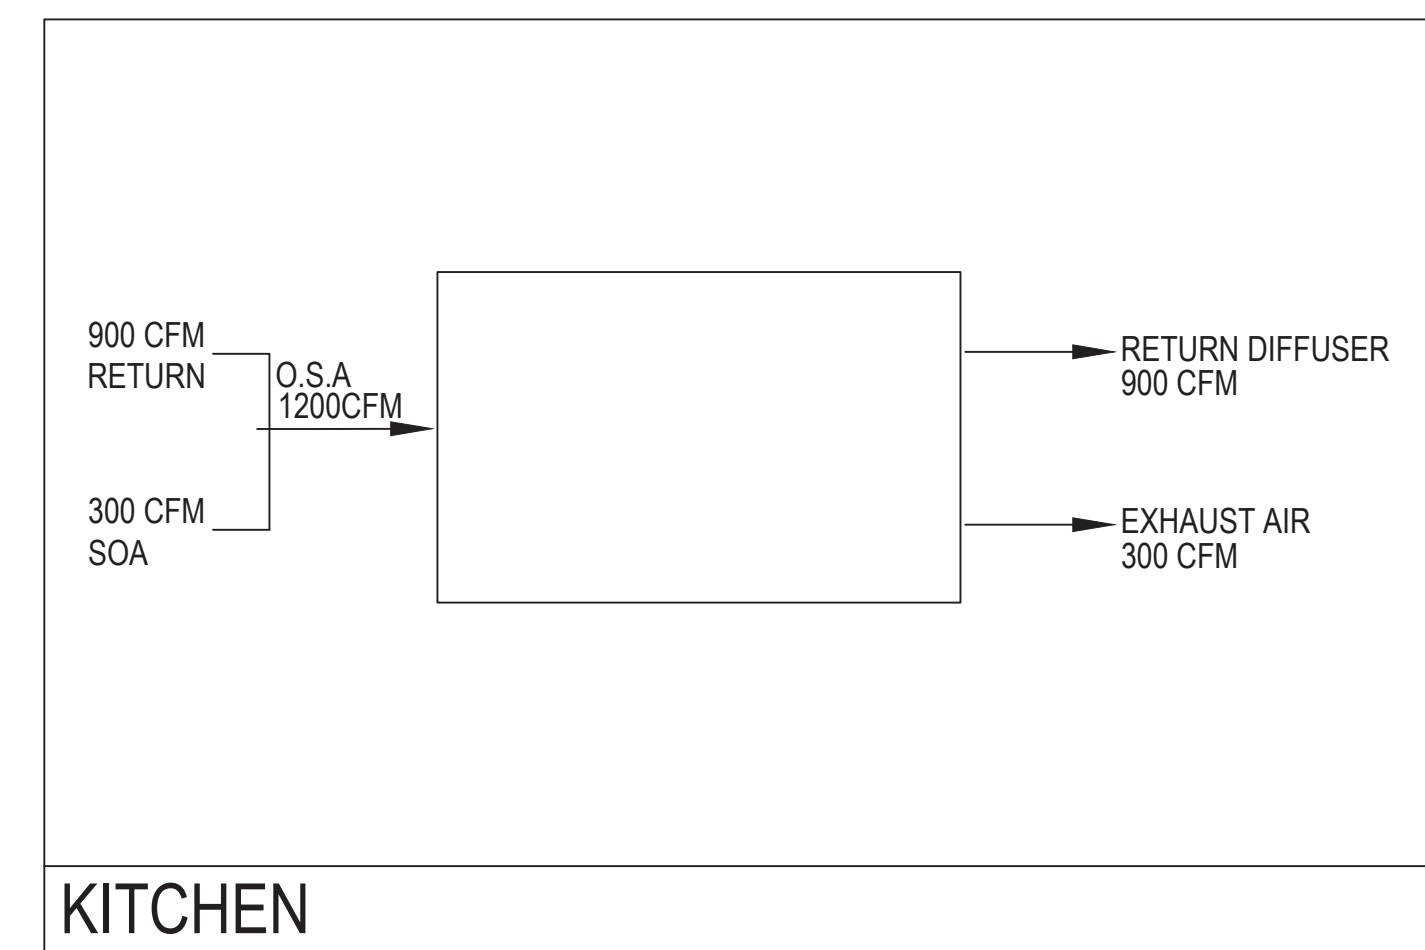 900 CFM
RETURN
O.S.A
1200CFM
300 CFM
SOA
RETURN DIFFUSER
900 CFM
EXHAUST AIR
300 CFM
KITCHEN